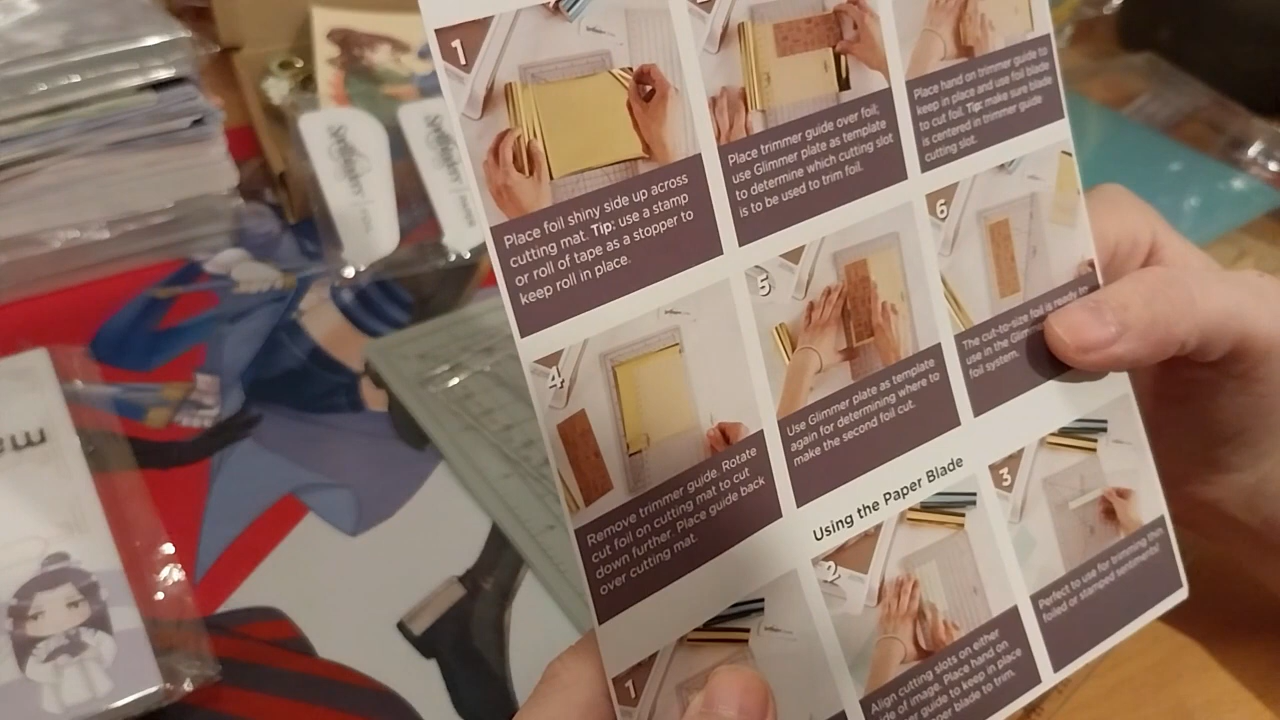 1
Place foil shiny side up across
cutting mat. Tip: use a stamp
or roll of tape as a stopper to
keep roll in place.
Place trimmer guide over foil;
use Glimmer plate as template
to determine which cutting slot
is to be used to trim foil.
Place hand on trimmer guide to
keep in place and use foil blade
to cut foil. Tip: make sure blade
is centered in trimmer guide
cutting slot.
4
Remove trimmer guide. Rotate
cut foil on cutting mat to cut
down further. Place guide back
over cutting mat.
5
Use Glimmer plate as template
again for determining where to
make the second foil cut.
6
The cut-to-size foil is ready to
use in the Glimmer
foil system.
Using the Paper Blade
1
2
Align cutting slots on either
side of image. Place hand on
guide to keep in place
blade to trim.
3
Perfect to use for trimming thin
foiled or stamped sentiments!
Spellbinders
Spellbinders